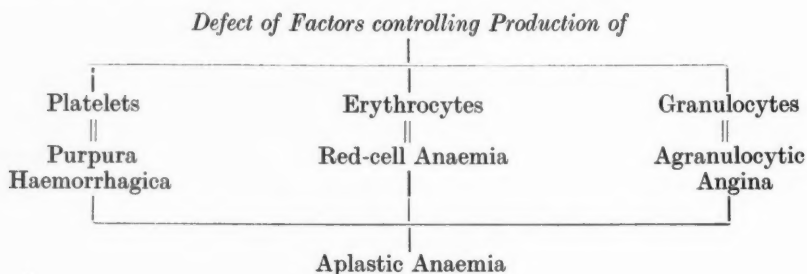 Defect of Factors controlling Production of
Platelets Erythrocytes Granulocytes
Purpura Haemorrhagica Red-cell Anaemia Agranulocytic Angina
Aplastic Anaemia